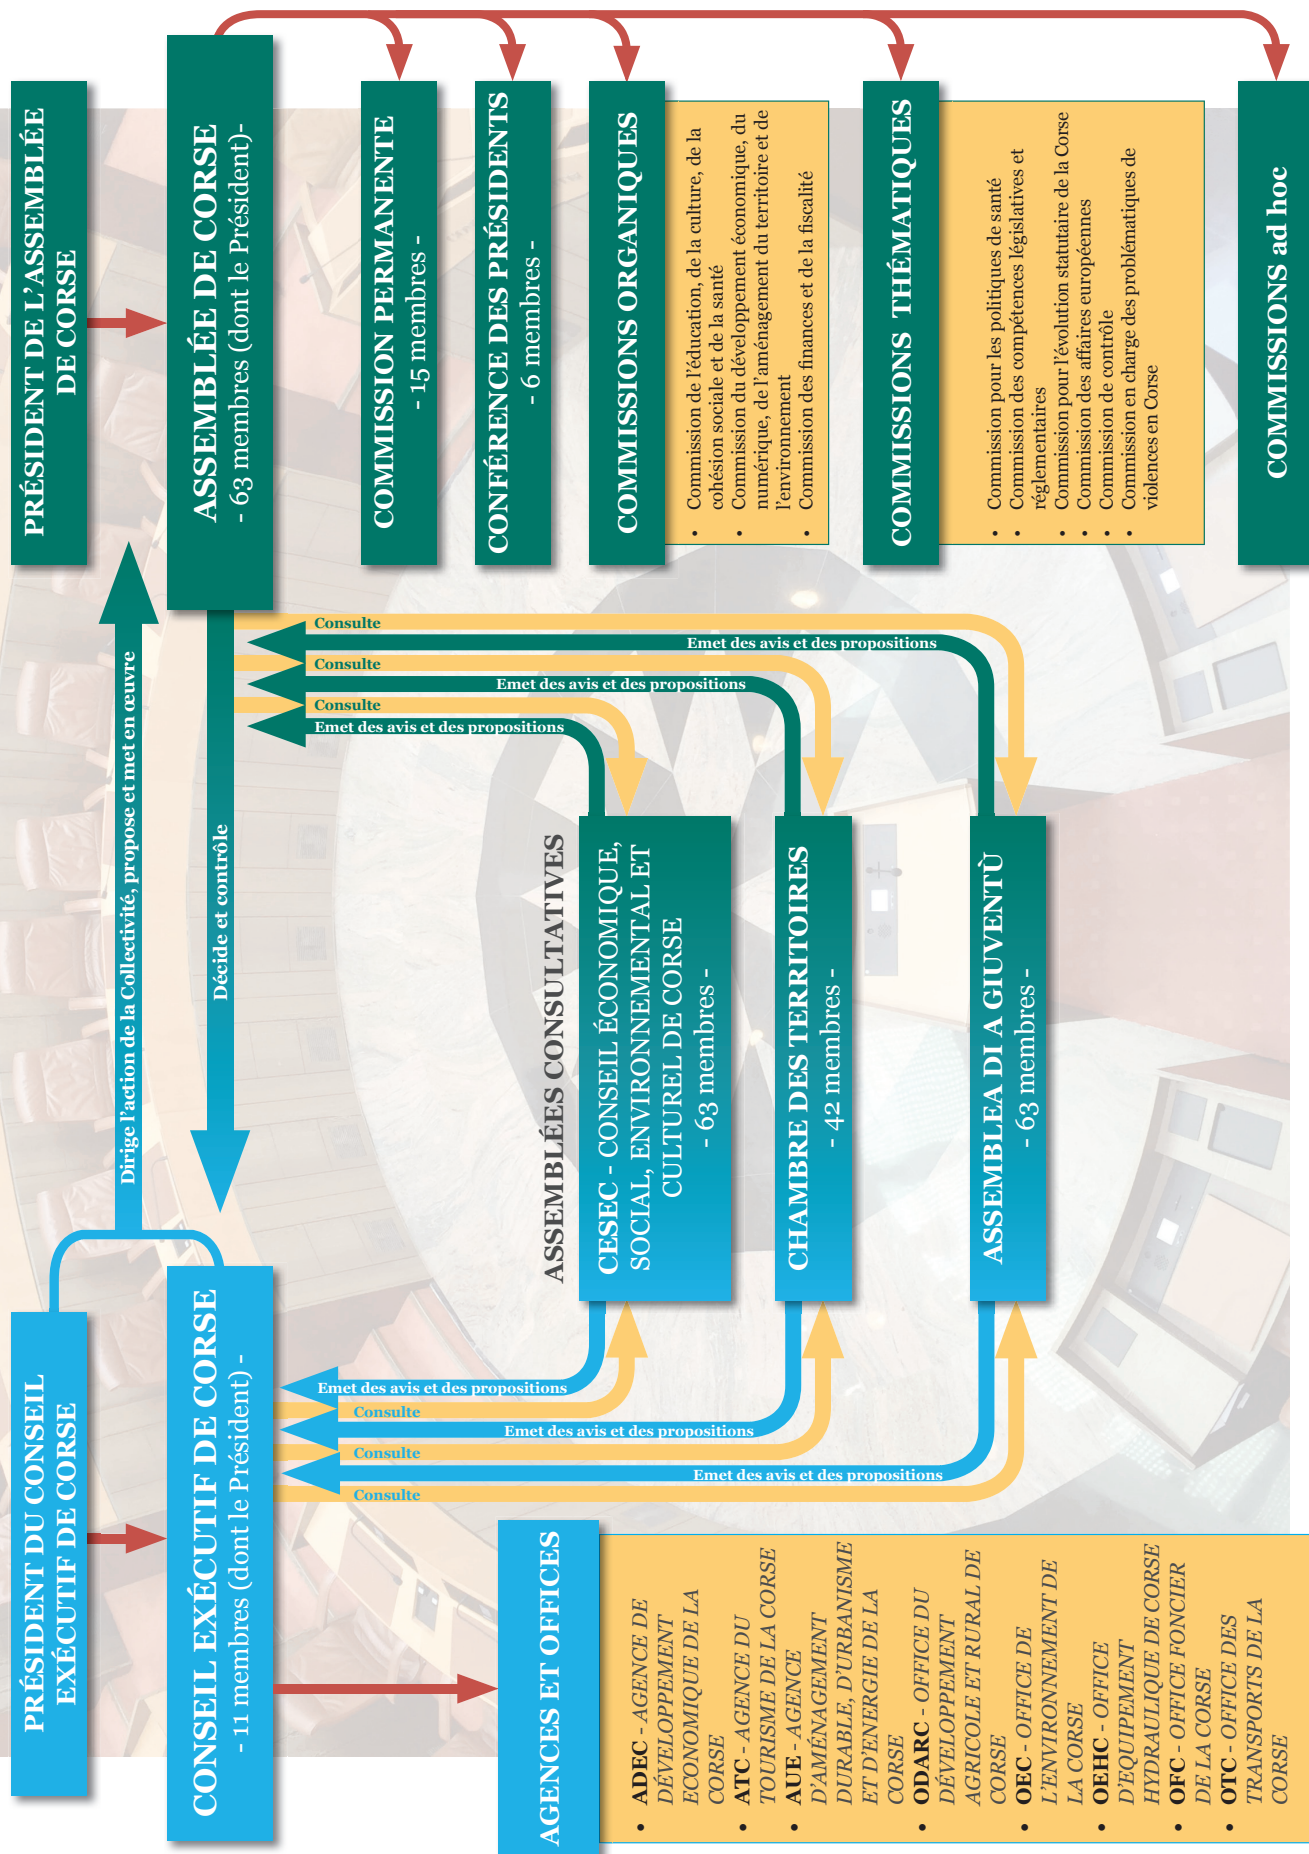 PRÉSIDENT DU CONSEIL
EXÉCUTIF DE CORSE
CONSEIL EXÉCUTIF DE CORSE
- 11 membres (dont le Président) -
Dirige l'action de la Collectivité, propose et met en œuvre
Décide et contrôle
PRÉSIDENT DE L'ASSEMBLÉE
DE CORSE
ASSEMBLÉE DE CORSE
- 63 membres (dont le Président)-
COMMISSION PERMANENTE
- 15 membres -
CONFÉRENCE DES PRÉSIDENTS
- 6 membres -
COMMISSIONS ORGANIQUES
• Commission de l'éducation, de la culture, de la
cohésion sociale et de la santé
• Commission du développement économique, du
numérique, de l'aménagement du territoire et de
l'environnement
• Commission des finances et de la fiscalité
COMMISSIONS THÉMATIQUES
• Commission pour les politiques de santé
• Commission des compétences législatives et
réglementaires
• Commission pour l'évolution statutaire de la Corse
• Commission des affaires européennes
• Commission de contrôle
• Commission en charge des problématiques de
violences en Corse
COMMISSIONS ad hoc
Consulte
Emet des avis et des propositions
Consulte
Emet des avis et des propositions
Consulte
Emet des avis et des propositions
ASSEMBLÉES CONSULTATIVES
CESEC - CONSEIL ÉCONOMIQUE,
SOCIAL, ENVIRONNEMENTAL ET
CULTUREL DE CORSE
- 63 membres -
CHAMBRE DES TERRITOIRES
- 42 membres -
ASSEMBLEA DI A GIUVENTÙ
- 63 membres -
Emet des avis et des propositions
Consulte
Emet des avis et des propositions
Consulte
Emet des avis et des propositions
Consulte
AGENCES ET OFFICES
• ADEC - AGENCE DE
DÉVELOPPEMENT
ECONOMIQUE DE LA
CORSE
• ATC - AGENCE DU
TOURISME DE LA CORSE
• AUE - AGENCE
D'AMÉNAGEMENT
DURABLE, D'URBANISME
ET D'ENERGIE DE LA
CORSE
• ODARC - OFFICE DU
DÉVELOPPEMENT
AGRICOLE ET RURAL DE
CORSE
• OEC - OFFICE DE
L'ENVIRONNEMENT DE
LA CORSE
• OEHC - OFFICE
D'EQUIPEMENT
HYDRAULIQUE DE CORSE
• OFC - OFFICE FONCIER
DE LA CORSE
• OTC - OFFICE DES
TRANSPORTS DE LA
CORSE